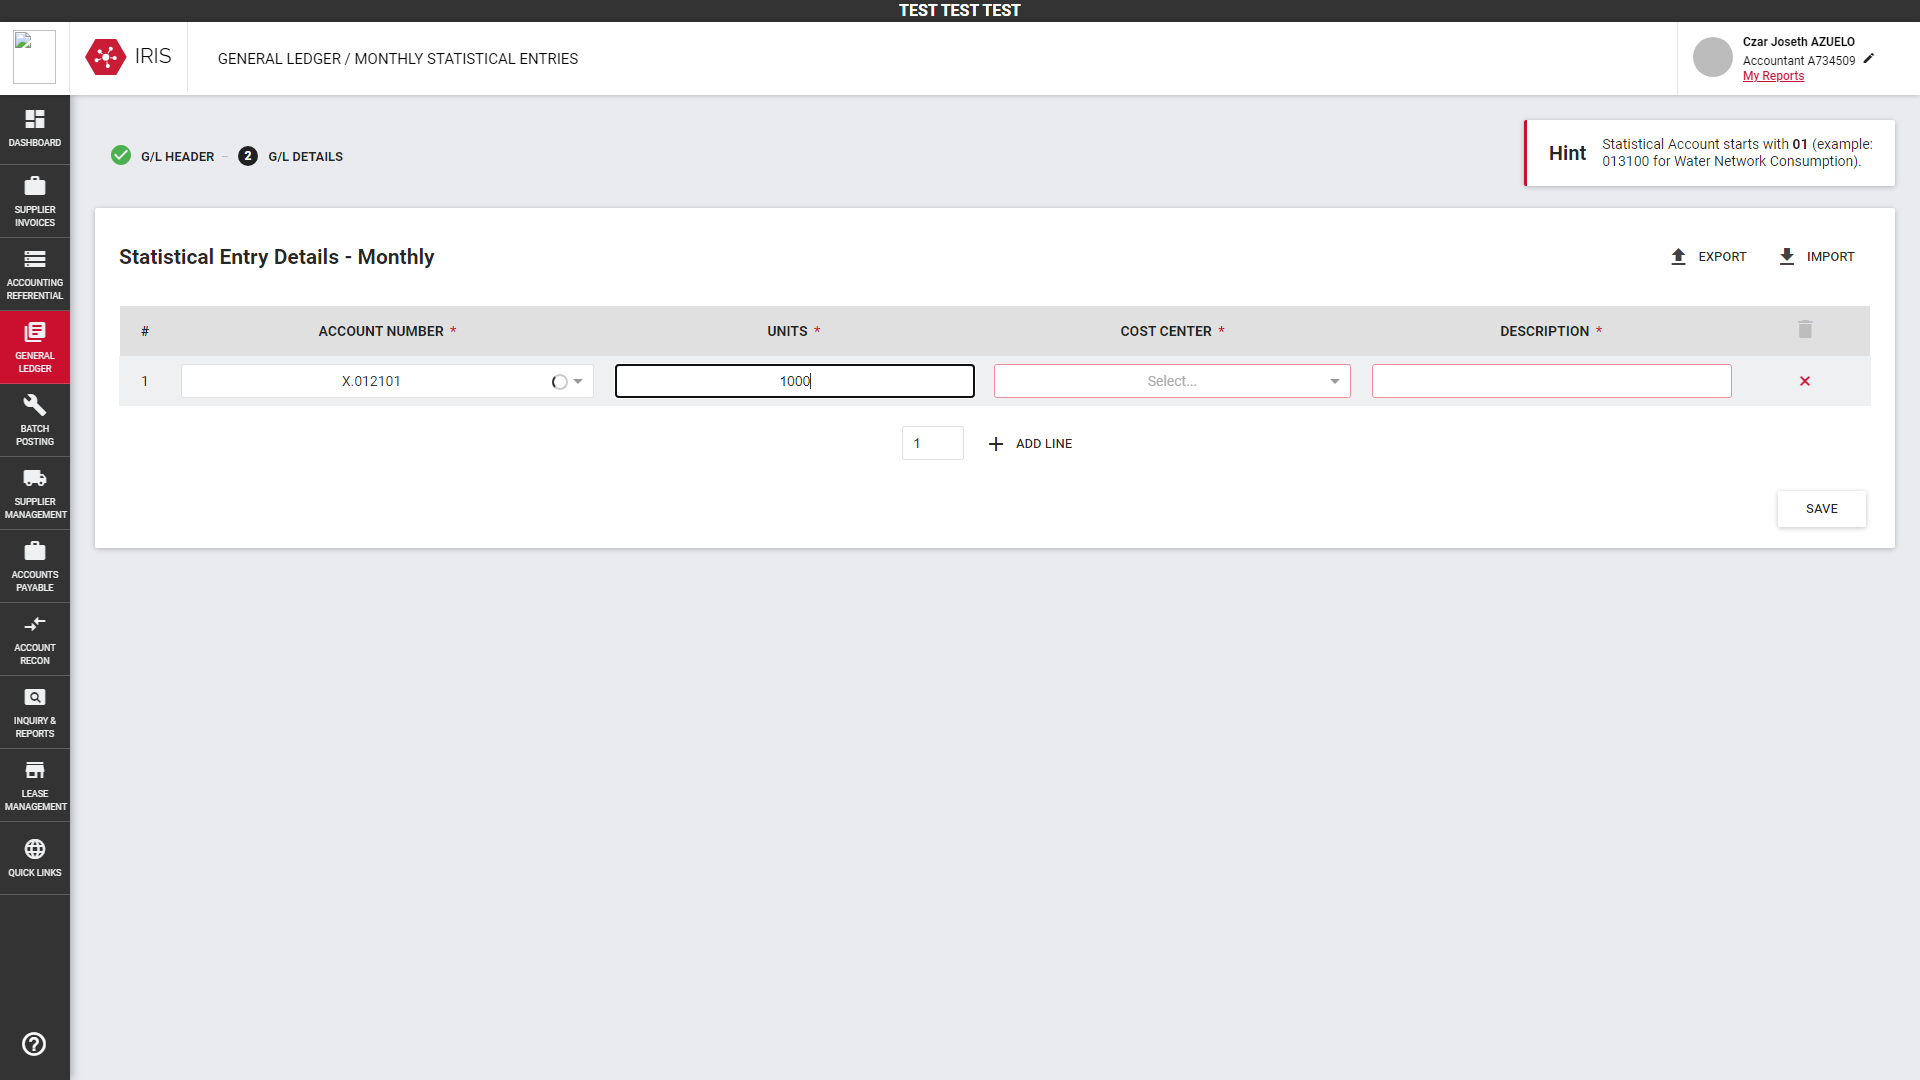 TEST TEST TEST
IRIS
GENERAL LEDGER / MONTHLY STATISTICAL ENTRIES
Czar Joseth AZUELO
Accountant A734509
My Reports
DASHBOARD
SUPPLIER
INVOICES
ACCOUNTING
REFERENTIAL
GENERAL
LEDGER
BATCH
POSTING
SUPPLIER
MANAGEMENT
ACCOUNTS
PAYABLE
ACCOUNT
RECON
INQUIRY &
REPORTS
LEASE
MANAGEMENT
QUICK LINKS
G/L HEADER – 2 G/L DETAILS
Hint
Statistical Account starts with 01 (example:
013100 for Water Network Consumption).
Statistical Entry Details - Monthly
EXPORT IMPORT
# ACCOUNT NUMBER * UNITS * COST CENTER * DESCRIPTION *
1 X.012101 1000 Select...
1 ADD LINE
SAVE